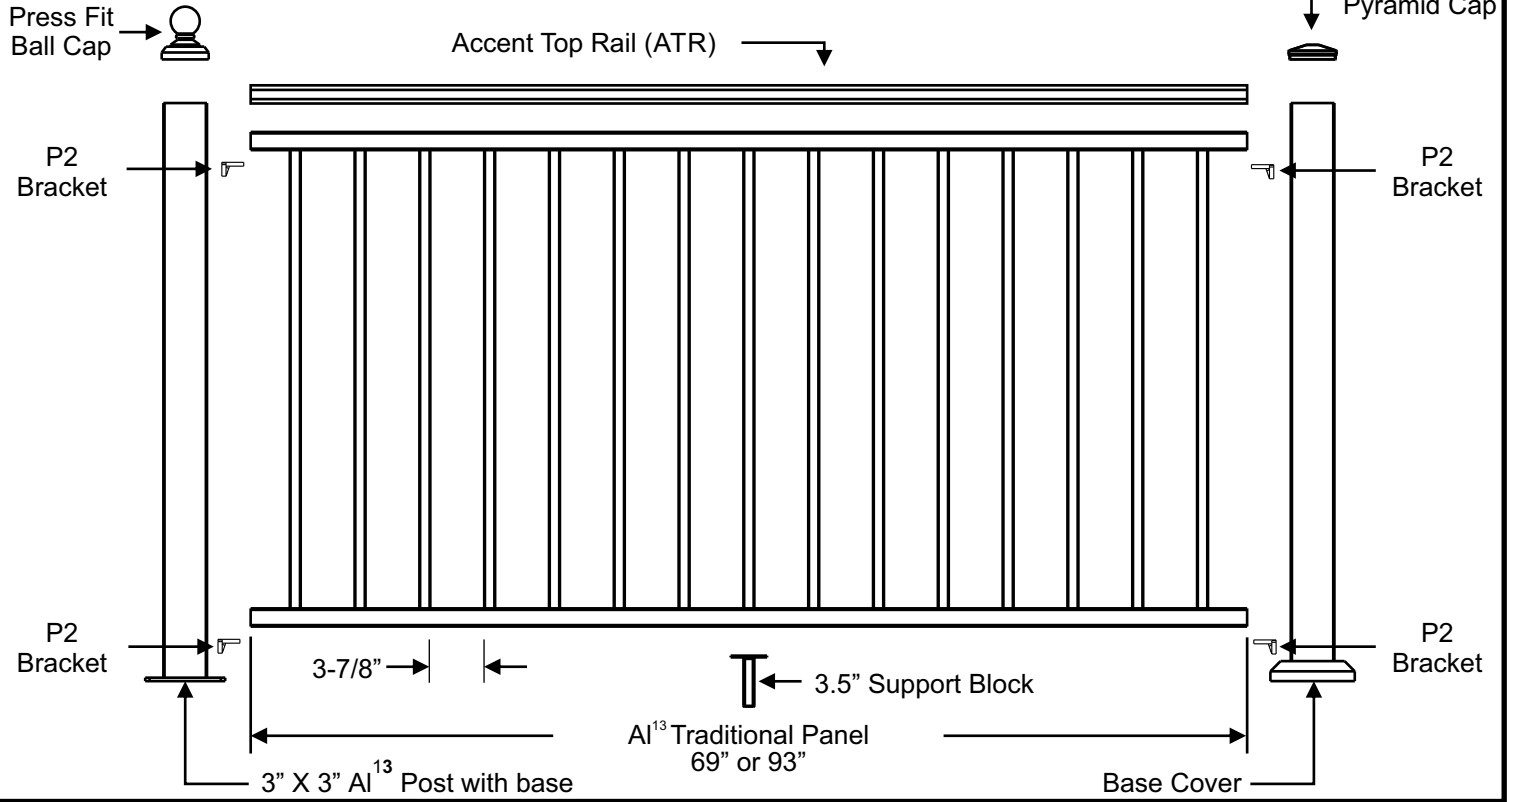 Press Fit
Ball Cap
Pyramid Cap
Accent Top Rail (ATR)
P2
Bracket
P2
Bracket
P2
Bracket
P2
Bracket
3-7/8”
3.5” Support Block
Al¹³ Traditional Panel
69” or 93”
3” X 3” Al¹³ Post with base
Base Cover